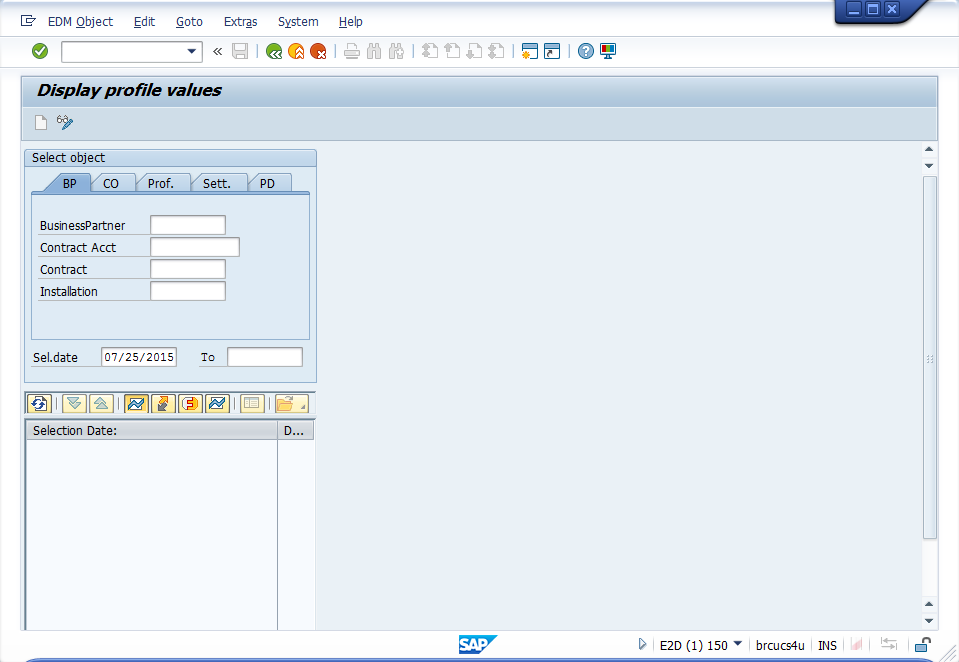 EDM Object Edit Goto Extras System Help
Display profile values
Select object
BP CO Prof. Sett. PD
BusinessPartner
Contract Acct
Contract
Installation
Sel.date 07/25/2015 To
Selection Date: D...
SAP E2D (1) 150 brcucs4u INS